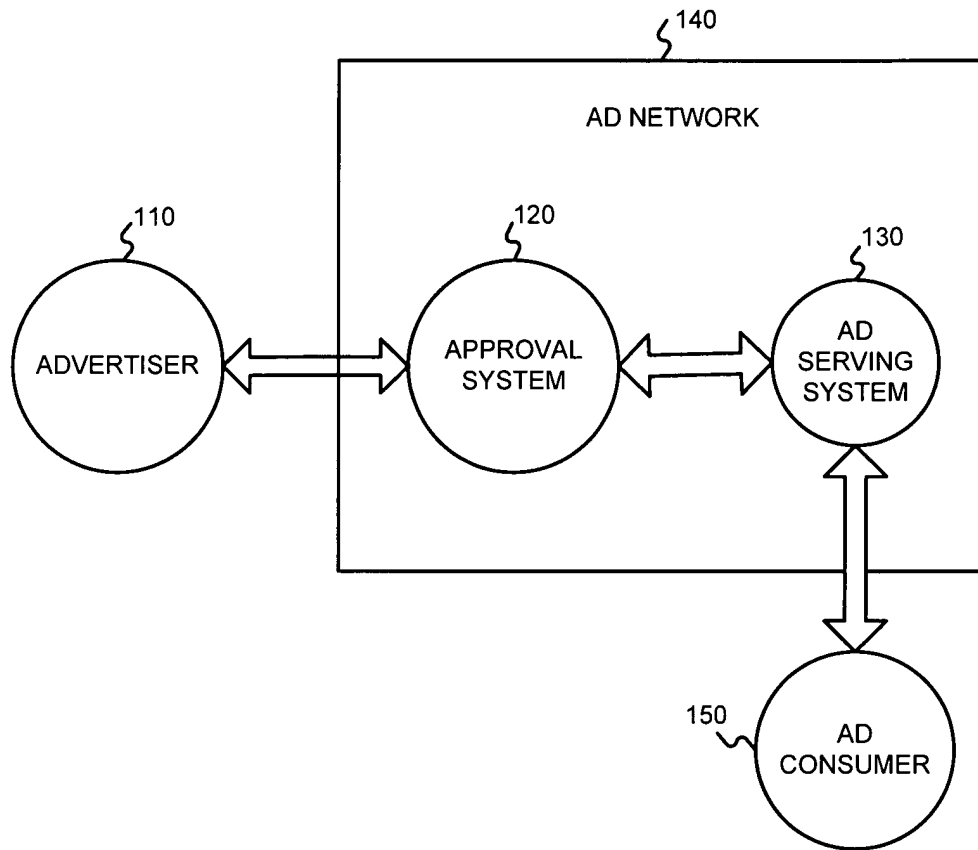 140
AD NETWORK
110
120
130
ADVERTISER
APPROVAL
SYSTEM
AD
SERVING
SYSTEM
150
AD
CONSUMER